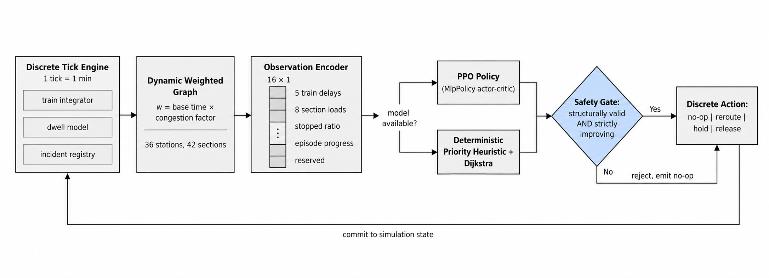 Discrete Tick Engine
1 tick = 1 min
train integrator
dwell model
incident registry
Dynamic Weighted
Graph
w = base time ×
congestion factor
36 stations, 42 sections
Observation Encoder
16 × 1
5 train delays
8 section loads
stopped ratio
⋮
episode progress
reserved
model
available?
PPO Policy
(MlpPolicy actor-critic)
Deterministic
Priority Heuristic +
Dijkstra
Safety Gate:
structurally valid
AND strictly
improving
Yes
No
reject, emit no-op
Discrete Action:
no-op | reroute |
hold | release
commit to simulation state